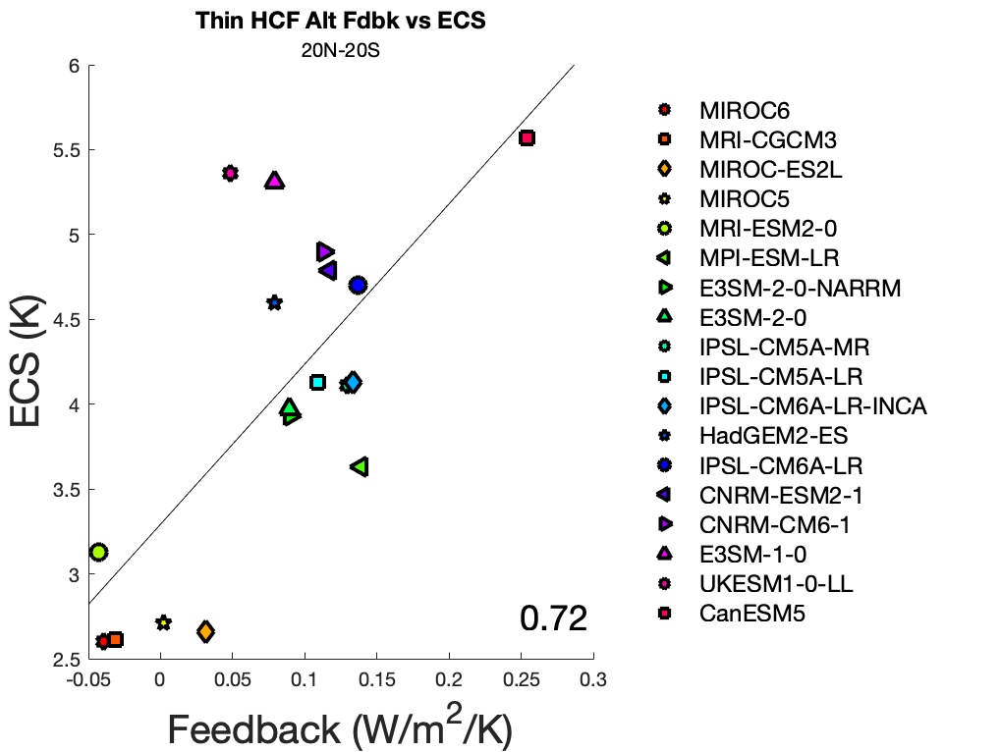 Thin HCF Alt Fdbk vs ECS
20N-20S
6
5.5
5
4.5
4
3.5
3
2.5
ECS (K)
-0.05 0 0.05 0.1 0.15 0.2 0.25 0.3
Feedback (W/m²/K)
0.72
MIROC6
MRI-CGCM3
MIROC-ES2L
MIROC5
MRI-ESM2-0
MPI-ESM-LR
E3SM-2-0-NARRM
E3SM-2-0
IPSL-CM5A-MR
IPSL-CM5A-LR
IPSL-CM6A-LR-INCA
HadGEM2-ES
IPSL-CM6A-LR
CNRM-ESM2-1
CNRM-CM6-1
E3SM-1-0
UKESM1-0-LL
CanESM5